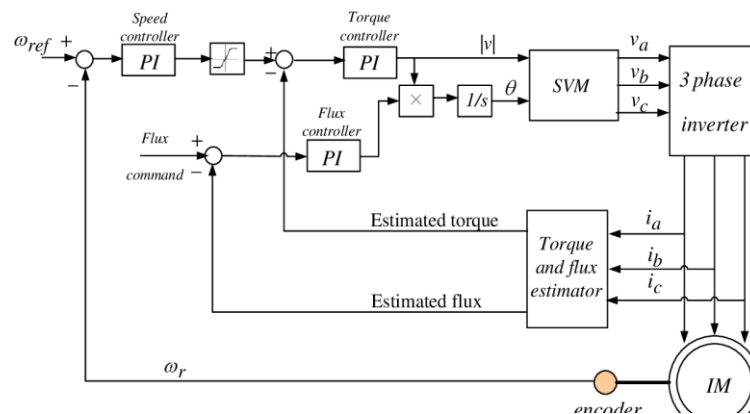 Speed
controller
Torque
controller
ω_ref
+
−
PI
+
−
PI
|v|
v_a
v_b
v_c
3 phase
inverter
SVM
×
1/s
θ
Flux
controller
Flux
command
+
−
PI
Estimated torque
Estimated flux
Torque
and flux
estimator
i_a
i_b
i_c
ω_r
IM
encoder